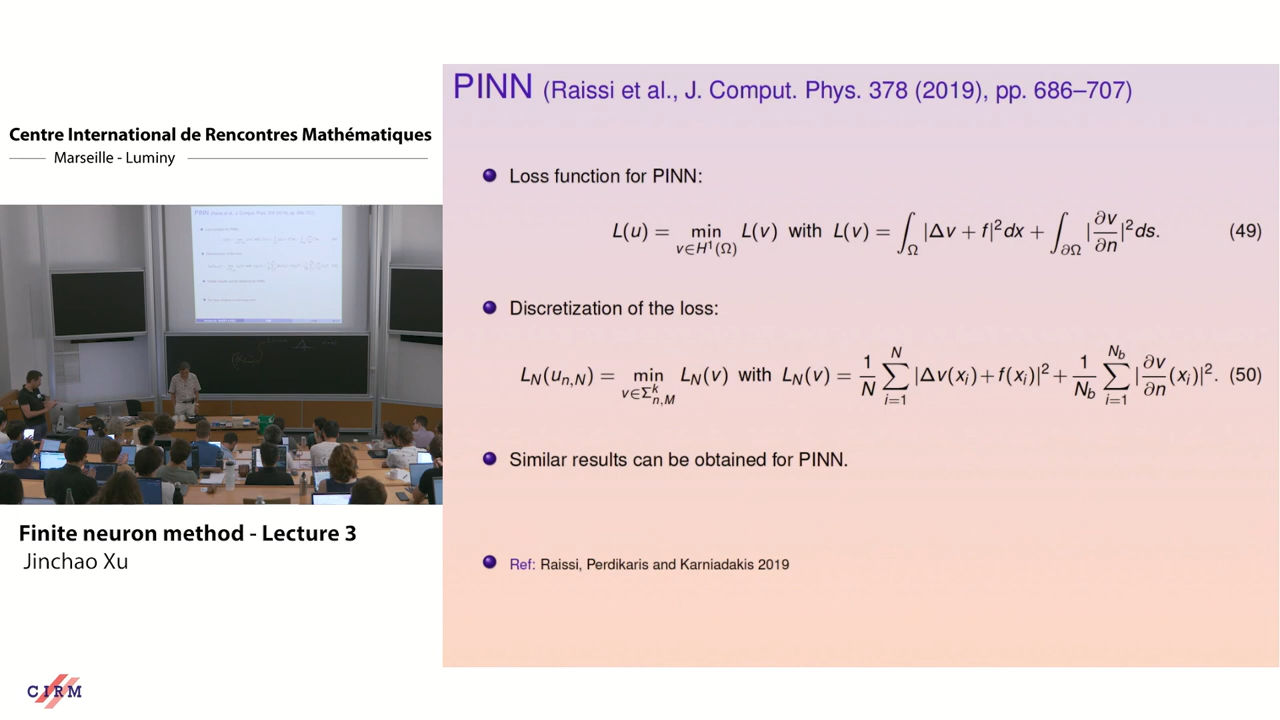 Centre International de Rencontres Mathématiques
Marseille - Luminy
Finite neuron method - Lecture 3
Jinchao Xu
CIRM
PINN (Raissi et al., J. Comput. Phys. 378 (2019), pp. 686–707)
Loss function for PINN:
L(u) = min_{v∈H¹(Ω)} L(v) with L(v) = ∫_Ω |Δv + f|² dx + ∫_{∂Ω} |∂v/∂n|² ds. (49)
Discretization of the loss:
L_N(u_{n,N}) = min_{v∈Σ^k_{n,M}} L_N(v) with L_N(v) = 1/N ∑_{i=1}^{N} |Δv(x_i) + f(x_i)|² + 1/N_b ∑_{i=1}^{N_b} |∂v/∂n (x_i)|². (50)
Similar results can be obtained for PINN.
Ref: Raissi, Perdikaris and Karniadakis 2019